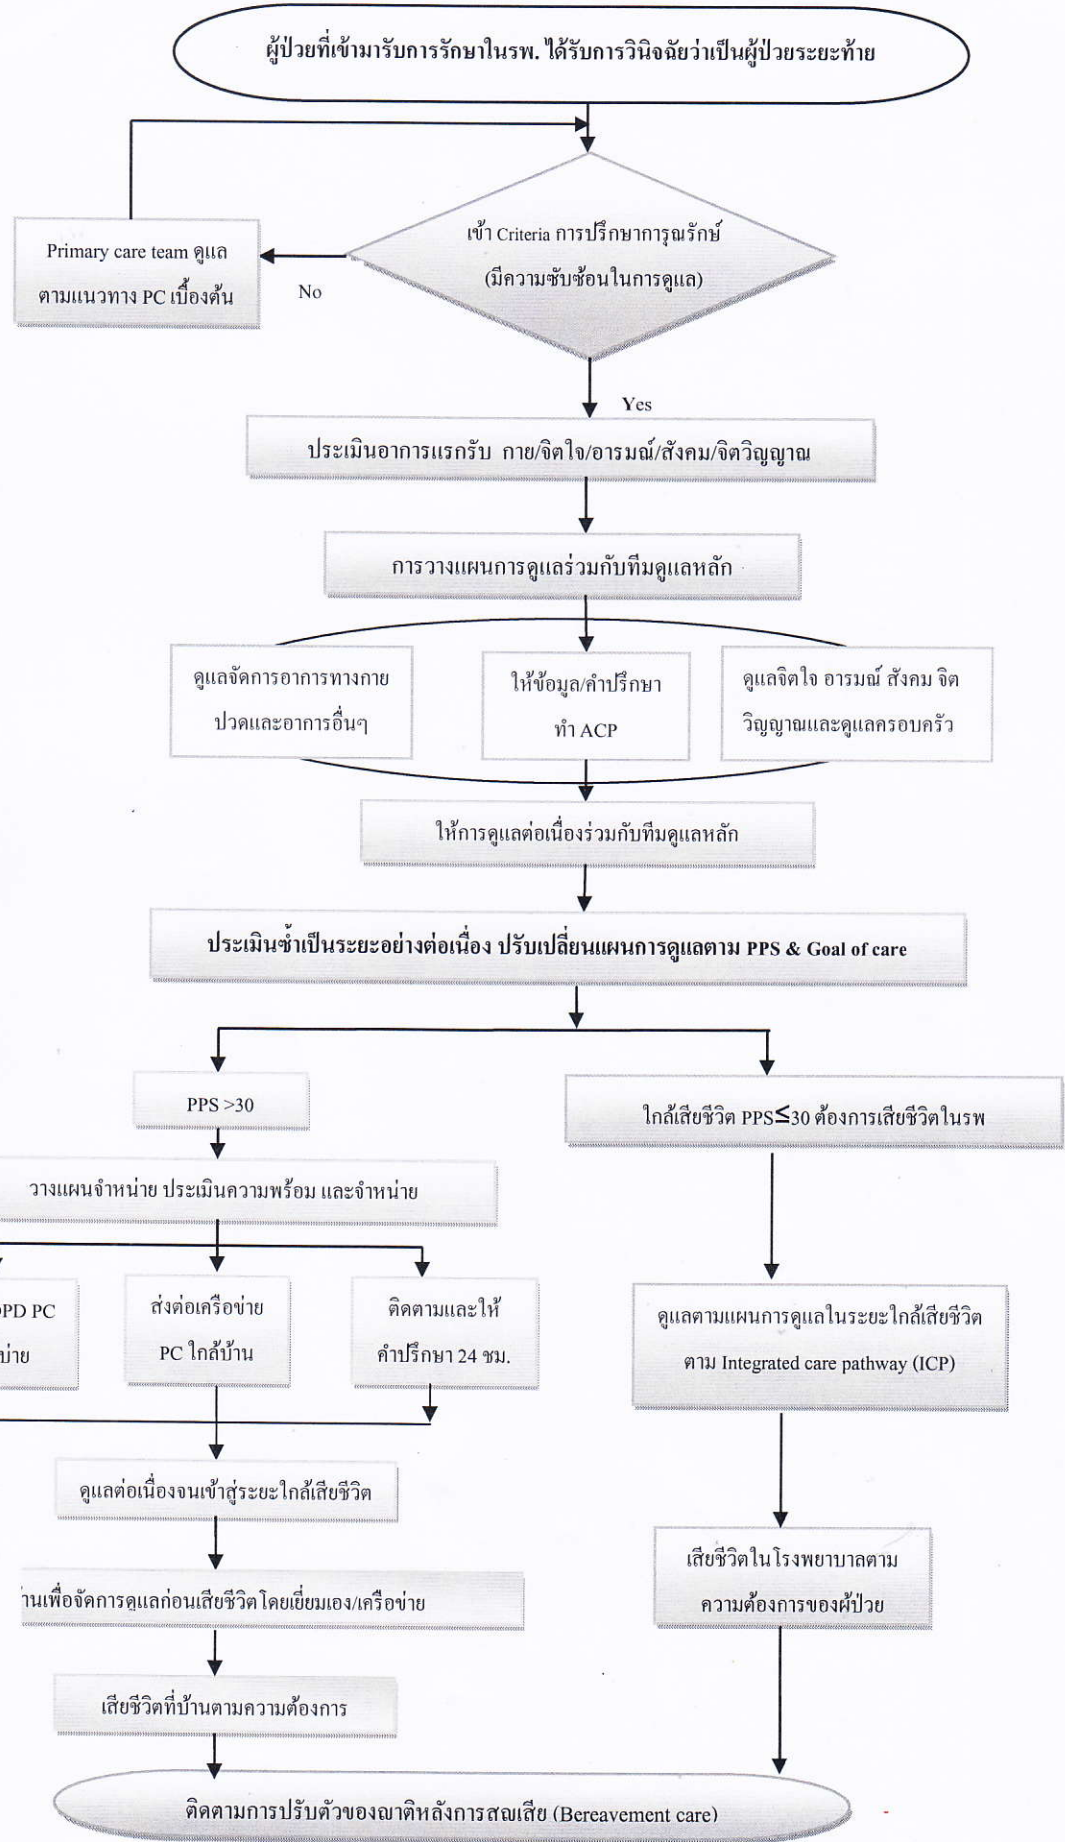 ผู้ป่วยที่เข้ามารับการรักษาในรพ. ได้รับการวินิจฉัยว่าเป็นผู้ป่วยระยะท้าย
เข้า Criteria การปรึกษาการุณรักษ์
(มีความซับซ้อนในการดูแล)
Primary care team ดูแล
ตามแนวทาง PC เบื้องต้น
No
Yes
ประเมินอาการแรกรับ กาย/จิตใจ/อารมณ์/สังคม/จิตวิญญาณ
การวางแผนการดูแลร่วมกับทีมดูแลหลัก
ดูแลจัดการอาการทางกาย
ปวดและอาการอื่นๆ
ให้ข้อมูล/คำปรึกษา
ทำ ACP
ดูแลจิตใจ อารมณ์ สังคม จิต
วิญญาณและดูแลครอบครัว
ให้การดูแลต่อเนื่องร่วมกับทีมดูแลหลัก
ประเมินซ้ำเป็นระยะอย่างต่อเนื่อง ปรับเปลี่ยนแผนการดูแลตาม PPS & Goal of care
PPS >30
ใกล้เสียชีวิต PPS≤30 ต้องการเสียชีวิตในรพ
วางแผนจำหน่าย ประเมินความพร้อม และจำหน่าย
PD PC
บ่าย
ส่งต่อเครือข่าย
PC ใกล้บ้าน
ติดตามและให้
คำปรึกษา 24 ชม.
ดูแลตามแผนการดูแลในระยะใกล้เสียชีวิต
ตาม Integrated care pathway (ICP)
ดูแลต่อเนื่องจนเข้าสู่ระยะใกล้เสียชีวิต
เสียชีวิตในโรงพยาบาลตาม
ความต้องการของผู้ป่วย
านเพื่อจัดการดูแลก่อนเสียชีวิตโดยเยี่ยมเอง/เครือข่าย
เสียชีวิตที่บ้านตามความต้องการ
ติดตามการปรับตัวของญาติหลังการสูญเสีย (Bereavement care)